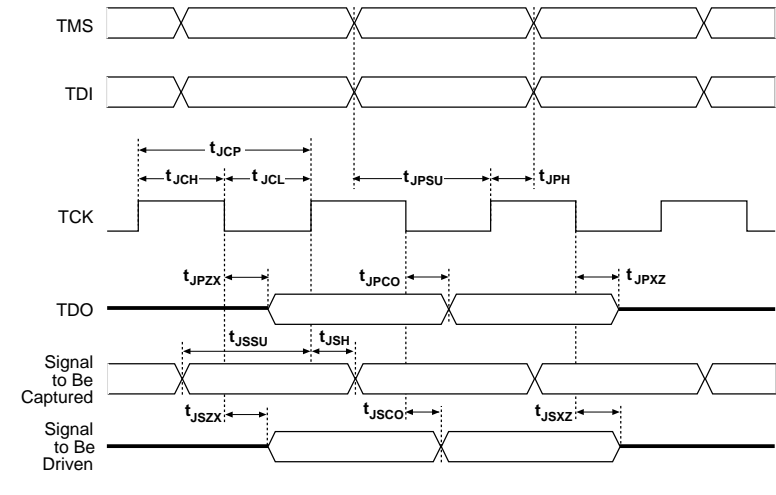 TMS
TDI
tJCP
tJCH
tJCL
tJPSU
tJPH
TCK
tJPZX
tJPCO
tJPXZ
TDO
tJSSU
tJSH
Signal
to Be
Captured
tJSZX
tJSCO
tJSXZ
Signal
to Be
Driven